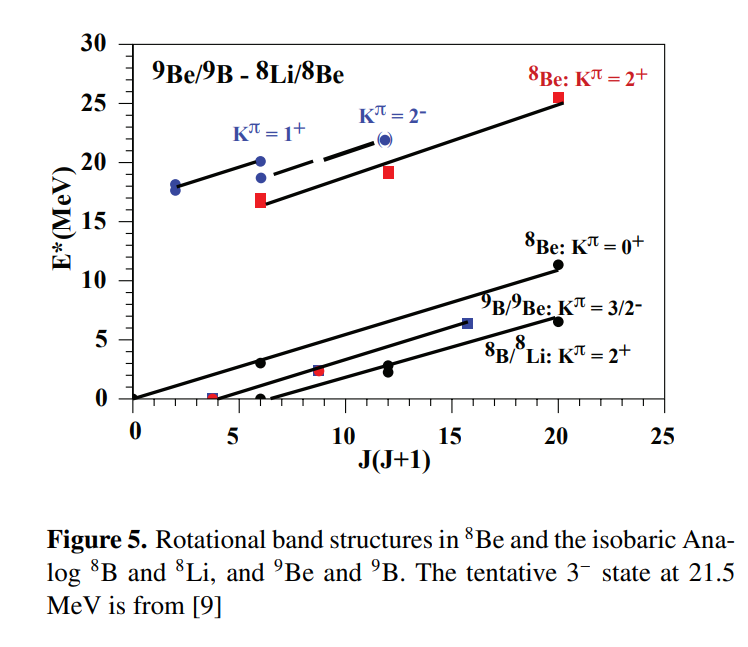 30
⁹Be/⁹B - ⁸Li/⁸Be
⁸Be: Kπ = 2⁺
25
Kπ = 2⁻
Kπ = 1⁺
20
( )
E*(MeV)
15
⁸Be: Kπ = 0⁺
10
⁹B/⁹Be: Kπ = 3/2⁻
5
⁸B/⁸Li: Kπ = 2⁺
0
0 5 10 15 20 25
J(J+1)
Figure 5. Rotational band structures in ⁸Be and the isobaric Ana-
log ⁸B and ⁸Li, and ⁹Be and ⁹B. The tentative 3⁻ state at 21.5
MeV is from [9]